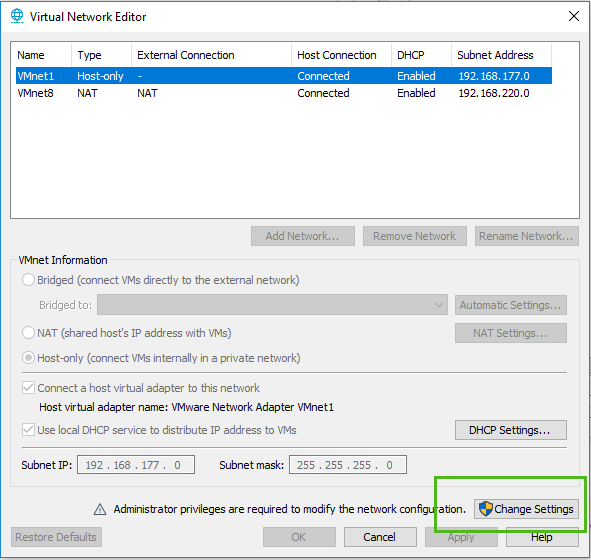 Virtual Network Editor
Name Type External Connection Host Connection DHCP Subnet Address
VMnet1 Host-only - Connected Enabled 192.168.177.0
VMnet8 NAT NAT Connected Enabled 192.168.220.0
Add Network... Remove Network Rename Network...
VMnet Information
Bridged (connect VMs directly to the external network)
Bridged to: Automatic Settings...
NAT (shared host's IP address with VMs) NAT Settings...
Host-only (connect VMs internally in a private network)
Connect a host virtual adapter to this network
Host virtual adapter name: VMware Network Adapter VMnet1
Use local DHCP service to distribute IP address to VMs DHCP Settings...
Subnet IP: 192 . 168 . 177 . 0 Subnet mask: 255 . 255 . 255 . 0
Administrator privileges are required to modify the network configuration. Change Settings
Restore Defaults OK Cancel Apply Help